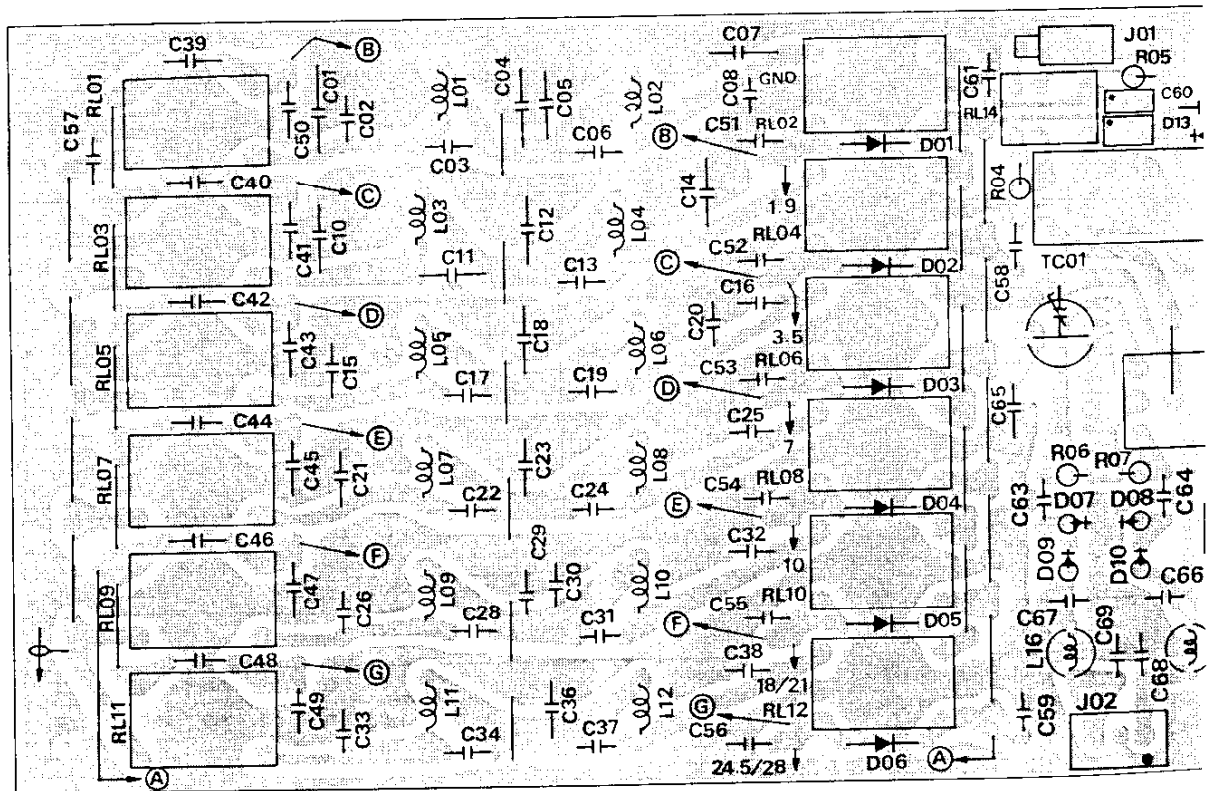 C39
B
C07
J01
R05
RL01
C01
C04
L01
C05
L02
C08
GND
C61
RL14
C60
D13
C57
C50
C02
B
C51
RL02
C06
C03
D01
C40
C
C14
R04
RL03
C41
C10
L03
C12
L04
1.9
RL04
C52
C11
C13
C
D02
C58
TC01
C42
D
C16
C20
3.5
RL05
C43
C15
L05
C18
L06
RL06
C53
C17
C19
D
D03
C65
C44
E
C25
7
RL07
C45
C21
L07
C23
L08
RL08
C54
C22
C24
E
D04
R06
R07
C63
D07
D08
C64
C46
F
C29
C32
10
RL09
C47
C26
L09
C30
L10
RL10
C55
C28
C31
F
D05
D09
D10
C66
C67
C48
G
C38
18/21
L16
C69
C68
RL11
C49
C33
L11
C36
L12
G
RL12
C34
C37
C56
24.5/28
D06
A
C59
J02
A